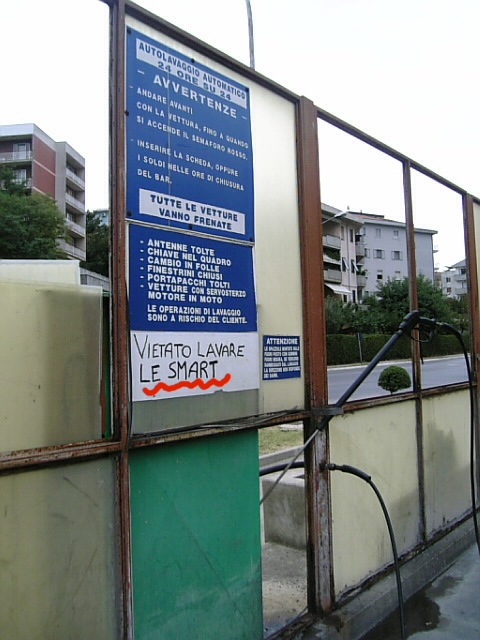 AUTOLAVAGGIO AUTOMATICO
24 ORE SU 24
- AVVERTENZE -
- ANDARE AVANTI
CON LA VETTURA, FINO A QUANDO
SI ACCENDE IL SEMAFORO ROSSO.
- INSERIRE LA SCHEDA, OPPURE
I SOLDI NELLE ORE DI CHIUSURA
DEL BAR.
TUTTE LE VETTURE
VANNO FRENATE
- ANTENNE TOLTE
- CHIAVE NEL QUADRO
- CAMBIO IN FOLLE
- FINESTRINI CHIUSI
- PORTAPACCHI TOLTI
- VETTURE CON SERVOSTERZO
MOTORE IN MOTO
LE OPERAZIONI DI LAVAGGIO
SONO A RISCHIO DEL CLIENTE.
VIETATO LAVARE
LE SMART
ATTENZIONE